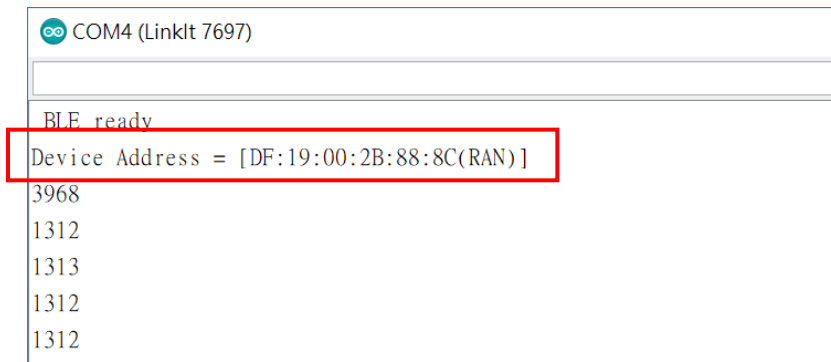 COM4 (LinkIt 7697)
BLE ready
Device Address = [DF:19:00:2B:88:8C(RAN)]
3968
1312
1313
1312
1312